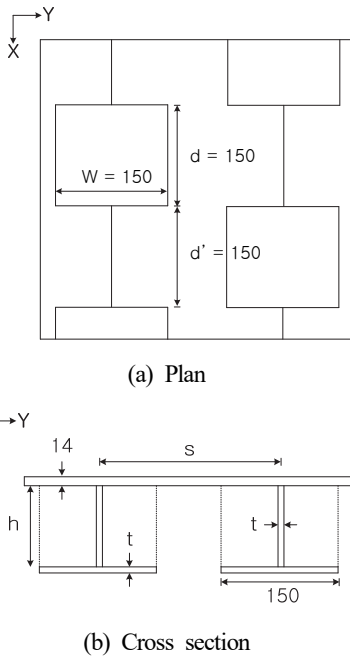 Y
X
d = 150
W = 150
d' = 150
(a) Plan
Y
14
s
h
t
t
150
(b) Cross section